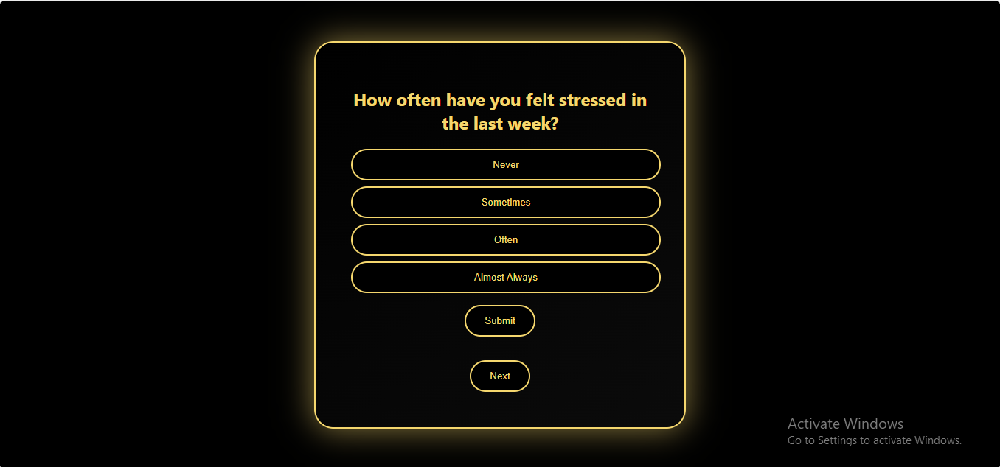 How often have you felt stressed in
the last week?
Never
Sometimes
Often
Almost Always
Submit
Next
Activate Windows
Go to Settings to activate Windows.